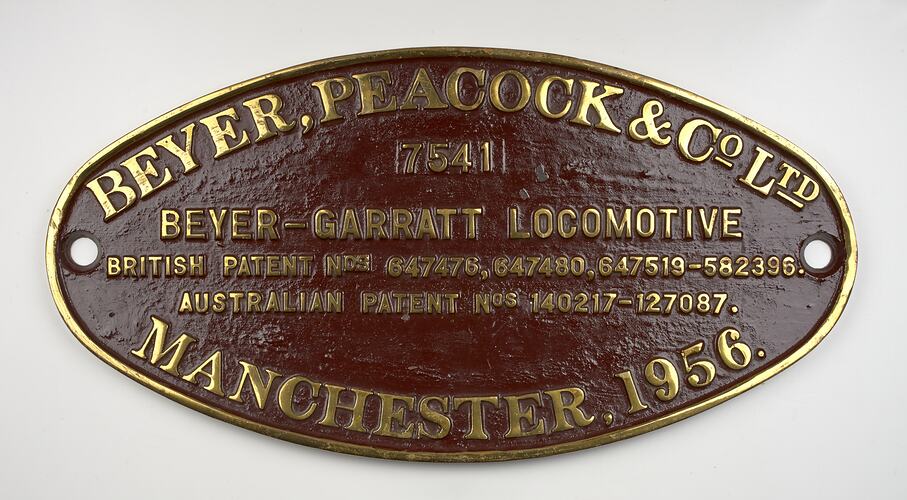 BEYER, PEACOCK & Co LTD
7541
BEYER-GARRATT LOCOMOTIVE
BRITISH PATENT Nos 647476, 647480, 647519-582396.
AUSTRALIAN PATENT Nos 140217-127087.
MANCHESTER, 1956.